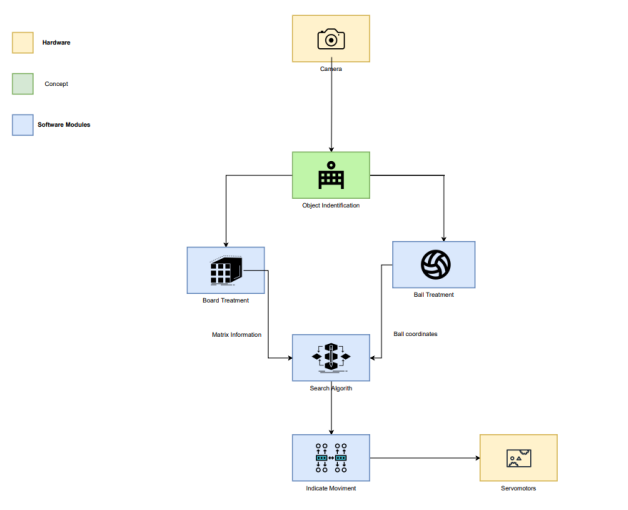 Hardware
Camera
Concept
Software Modules
Object Indentification
Board Treatment
Ball Treatment
Matrix Information
Ball coordinates
Search Algorith
Indicate Moviment
Servomotors